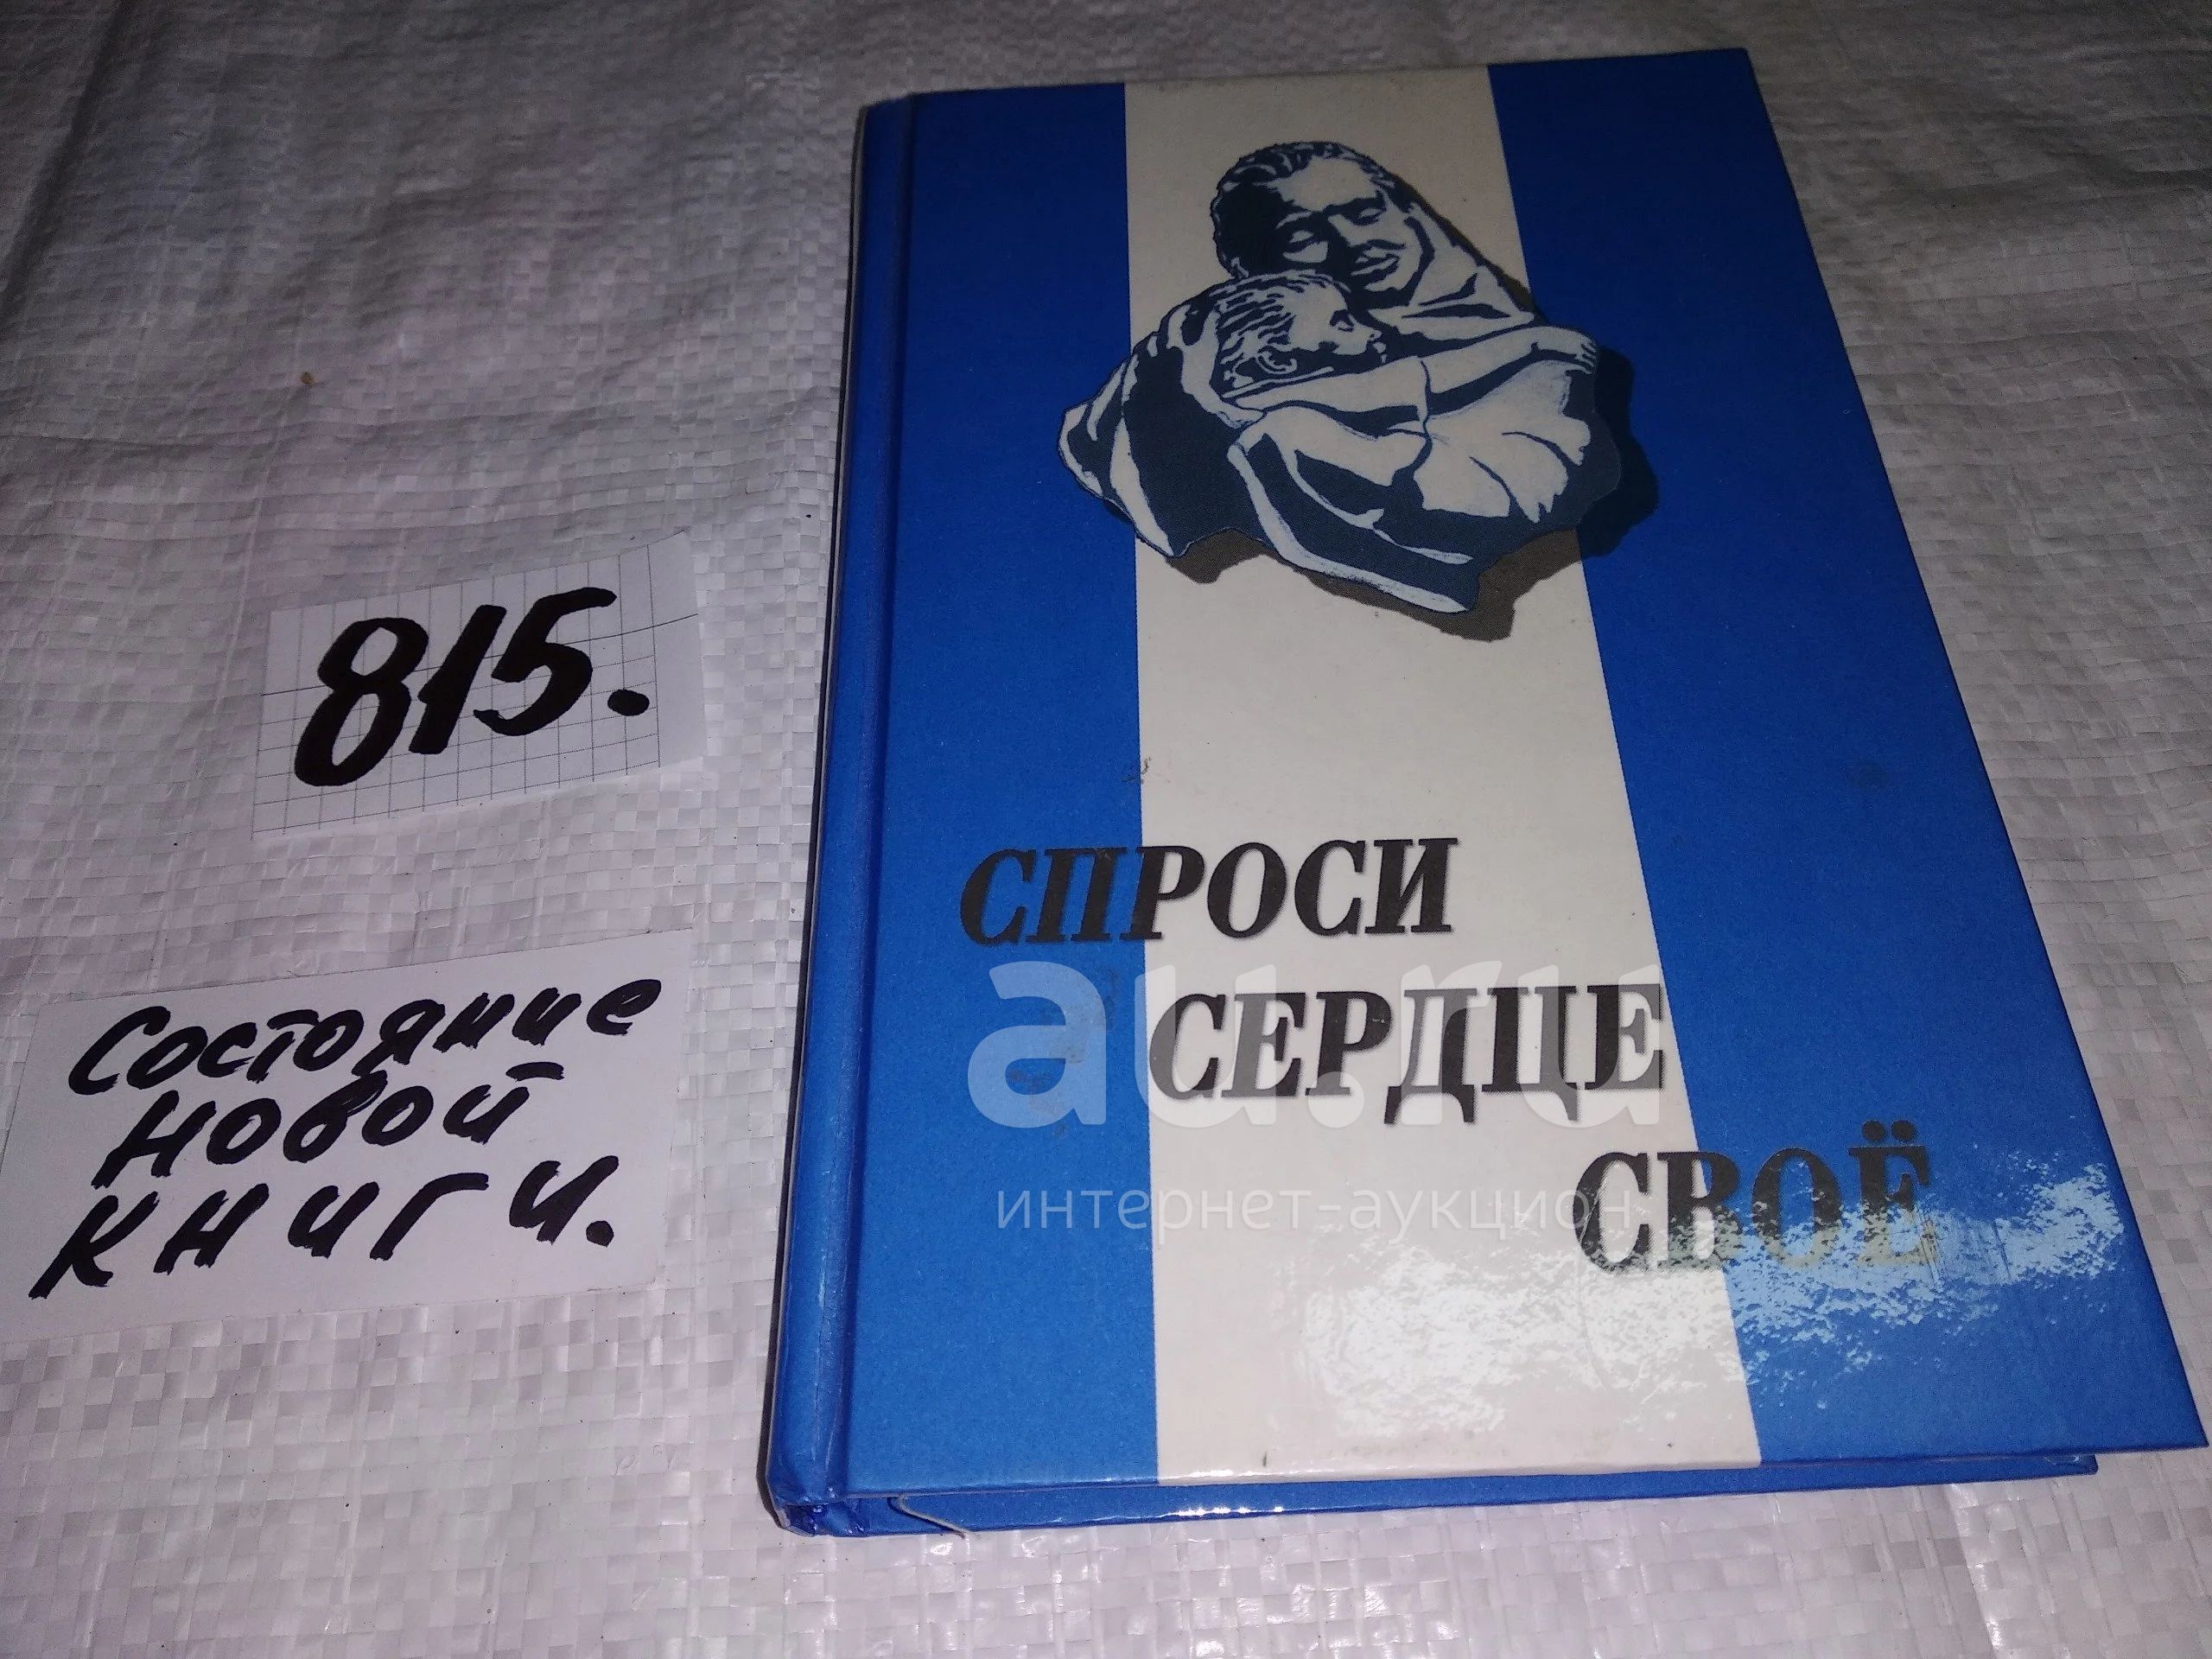 815.
Состояние
новой
книги.
СПРОСИ
СЕРДЦЕ
СВОЁ
au.ru
интернет-аукцион